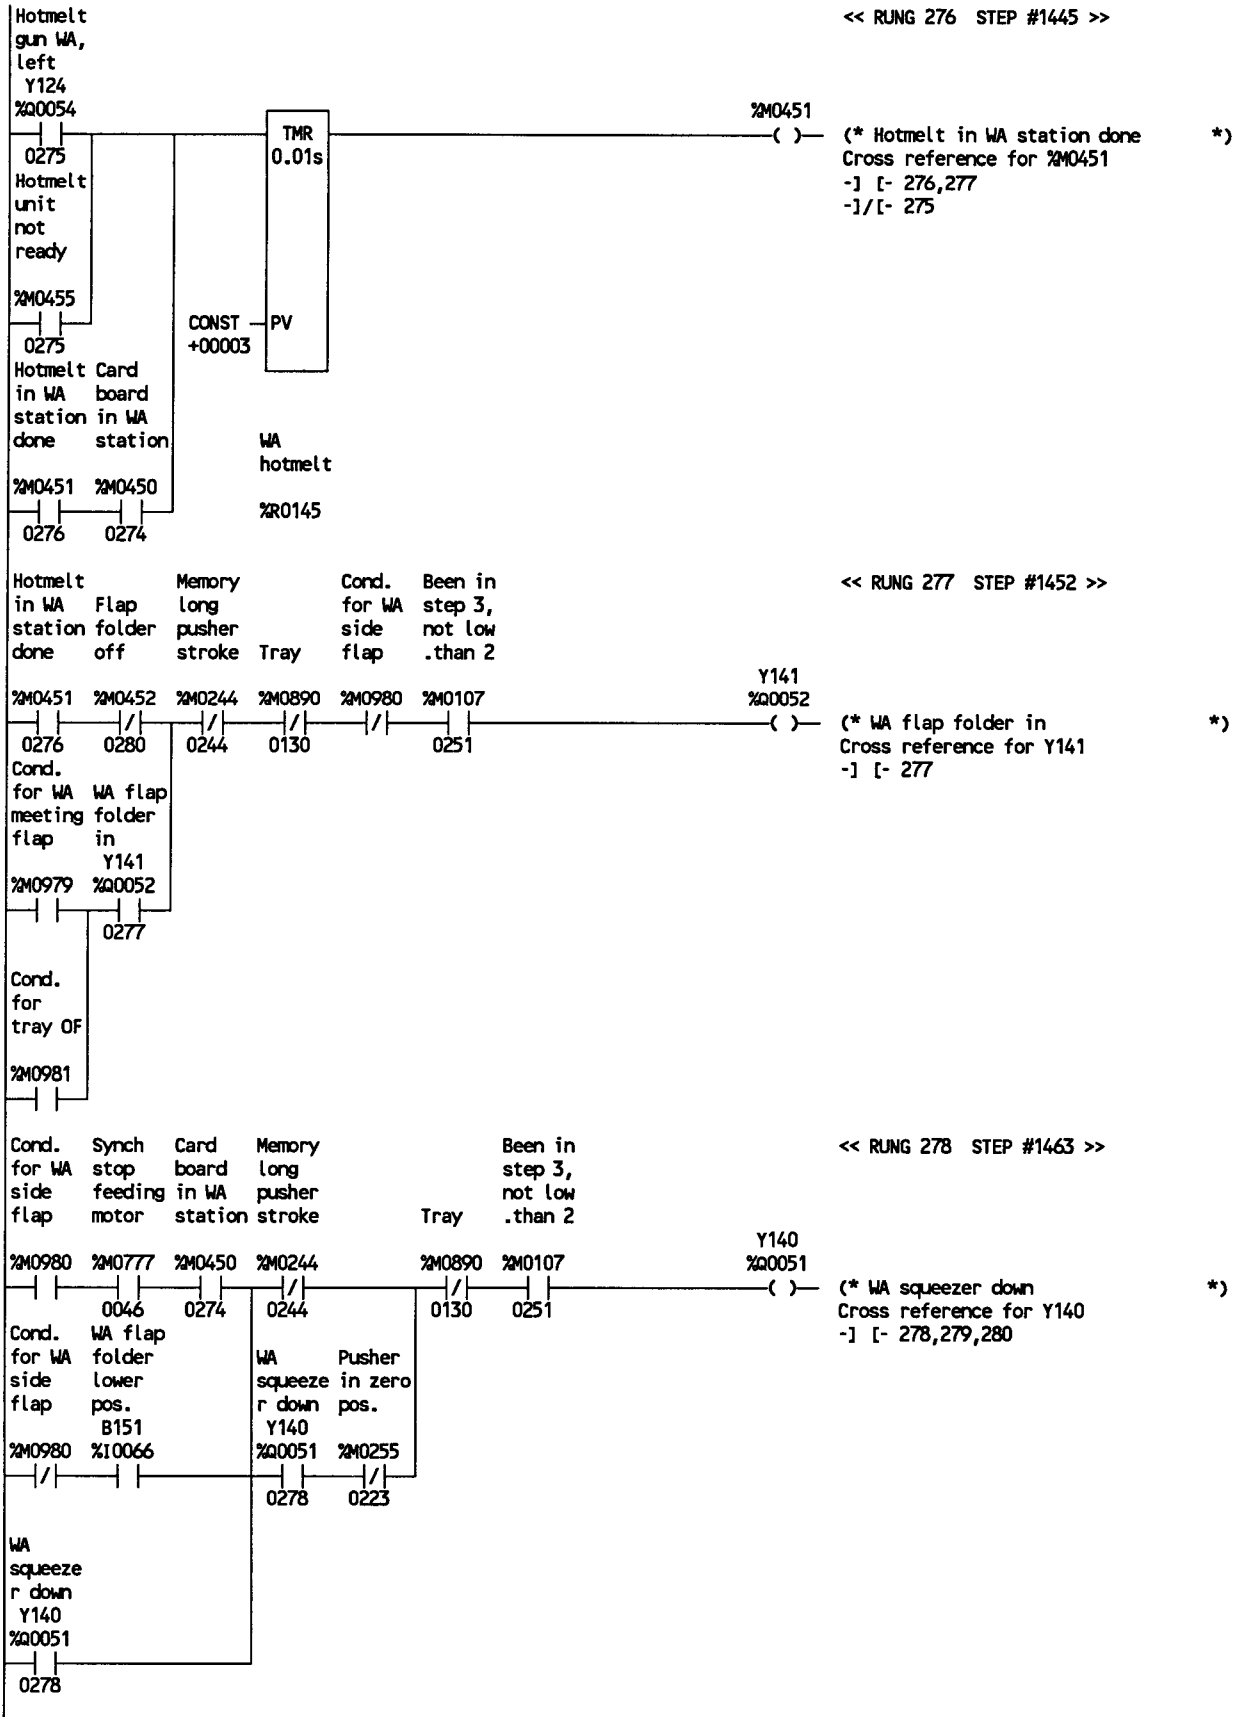 Hotmelt << RUNG 276 STEP #1445 >>
gun WA,
left
Y124
%Q0054 %M0451
TMR ( ) (* Hotmelt in WA station done *)
0275 0.01s Cross reference for %M0451
Hotmelt -] [- 276,277
unit -]/[- 275
not
ready
%M0455
CONST PV
0275 +00003
Hotmelt Card
in WA board
station in WA
done station WA
hotmelt
%M0451 %M0450
%R0145
0276 0274
Hotmelt Memory Cond. Been in << RUNG 277 STEP #1452 >>
in WA Flap long for WA step 3,
station folder pusher side not low
done off stroke Tray flap .than 2
Y141
%M0451 %M0452 %M0244 %M0890 %M0980 %M0107 %Q0052
( ) (* WA flap folder in *)
0276 0280 0244 0130 0251 Cross reference for Y141
Cond. -] [- 277
for WA WA flap
meeting folder
flap in
Y141
%M0979 %Q0052
0277
Cond.
for
tray OF
%M0981
Cond. Synch Card Memory Been in << RUNG 278 STEP #1463 >>
for WA stop board long step 3,
side feeding in WA pusher not low
flap motor station stroke Tray .than 2
Y140
%M0980 %M0777 %M0450 %M0244 %M0890 %M0107 %Q0051
( ) (* WA squeezer down *)
0046 0274 0244 0130 0251 Cross reference for Y140
Cond. WA flap -] [- 278,279,280
for WA folder WA Pusher
side lower squeeze in zero
flap pos. r down pos.
B151 Y140
%M0980 %I0066 %Q0051 %M0255
0278 0223
WA
squeeze
r down
Y140
%Q0051
0278